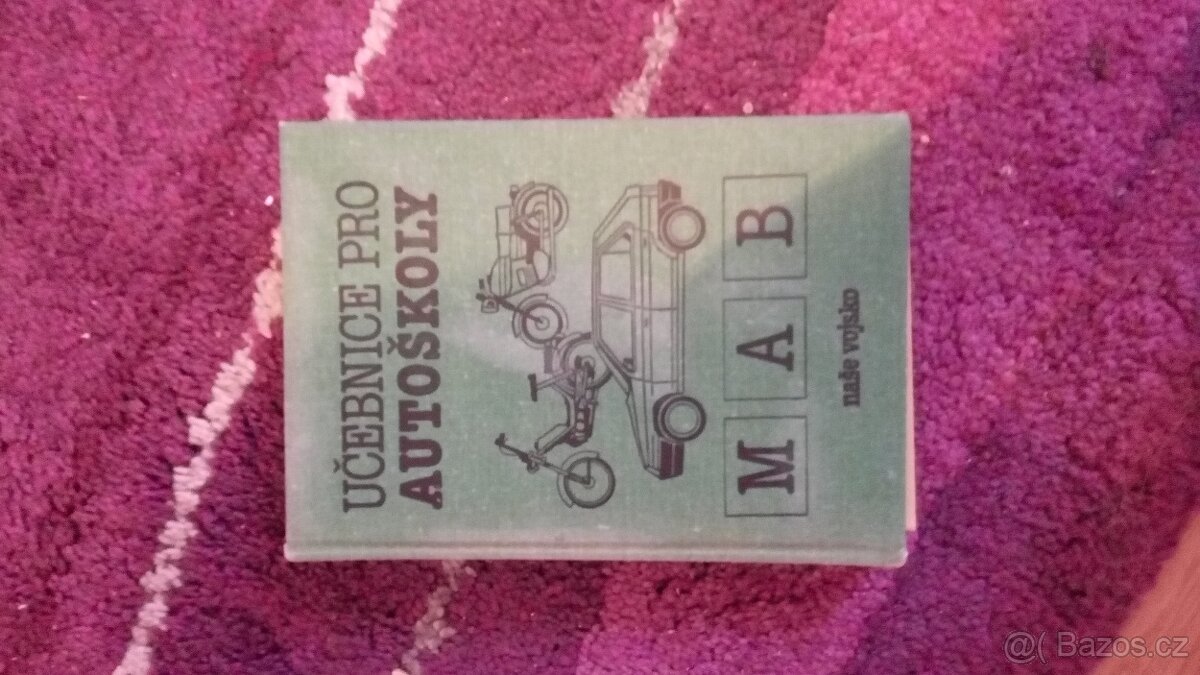 UČEBNICE PRO
AUTOŠKOLY
M A B
naše vojsko
@( Bazos.cz